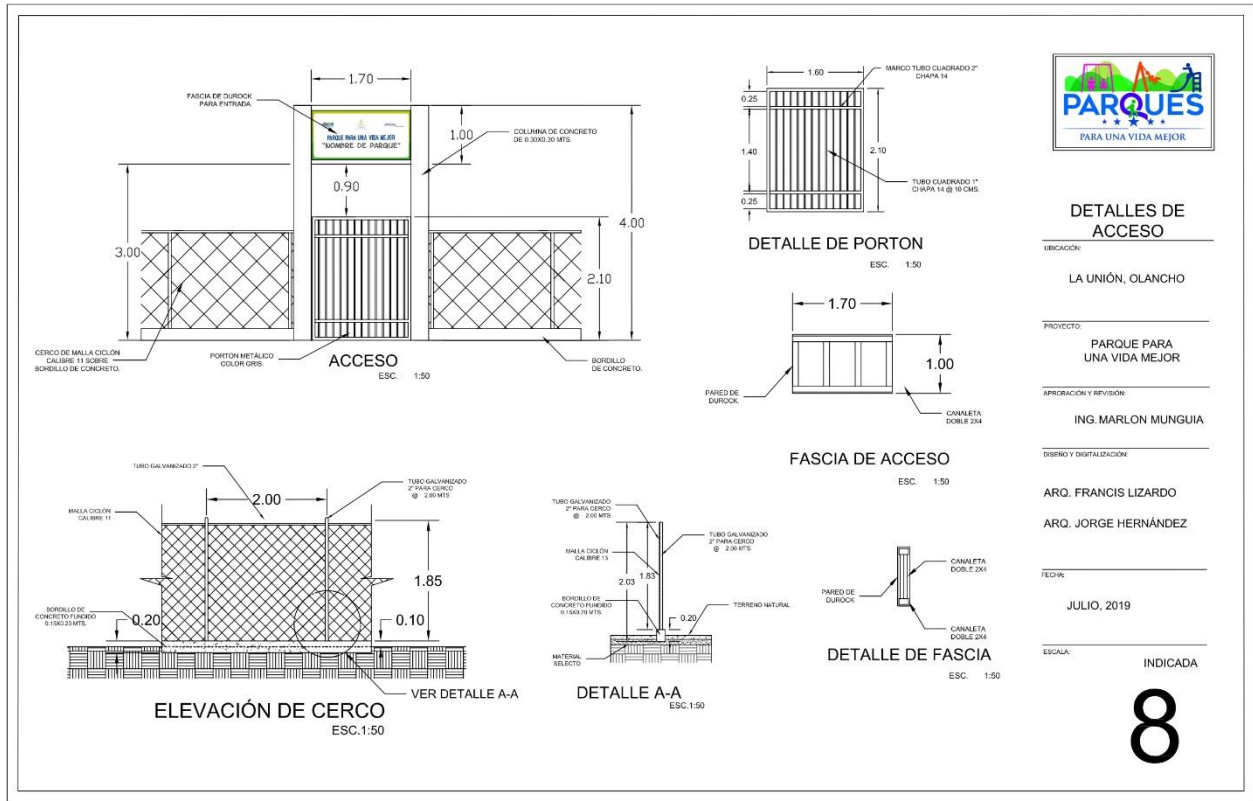 1.70
FASCIA DE DUROCK
PARA ENTRADA.
PARQUE PARA UNA VIDA MEJOR
"NOMBRE DE PARQUE"
1.00
COLUMNA DE CONCRETO
DE 0.30X0.30 MTS.
0.90
3.00
4.00
2.10
CERCO DE MALLA CICLÓN
CALIBRE 11 SOBRE
BORDILLO DE CONCRETO.
PORTÓN METÁLICO
COLOR GRIS.
BORDILLO
DE CONCRETO.
ACCESO
ESC. 1:50
1.60
MARCO TUBO CUADRADO 2"
CHAPA 14
0.25
1.40
2.10
TUBO CUADRADO 1"
CHAPA 14 @ 10 CMS.
0.25
DETALLE DE PORTON
ESC. 1:50
1.70
1.00
PARED DE
DUROCK.
CANALETA
DOBLE 2X4
FASCIA DE ACCESO
ESC. 1:50
TUBO GALVANIZADO 2"
TUBO GALVANIZADO
2" PARA CERCO
@ 2.00 MTS
2.00
MALLA CICLÓN
CALIBRE 11
1.85
BORDILLO DE
CONCRETO FUNDIDO
0.15X0.20 MTS.
0.20
0.10
VER DETALLE A-A
ELEVACIÓN DE CERCO
ESC.1:50
TUBO GALVANIZADO
2" PARA CERCO
@ 2.00 MTS
TUBO GALVANIZADO
2" PARA CERCO
@ 2.00 MTS
MALLA CICLÓN
CALIBRE 13
2.03
1.83
BORDILLO DE
CONCRETO FUNDIDO
0.15X0.20 MTS.
0.20
TERRENO NATURAL
MATERIAL
SELECTO
DETALLE A-A
ESC.1:50
CANALETA
DOBLE 2X4
PARED DE
DUROCK
CANALETA
DOBLE 2X4
DETALLE DE FASCIA
ESC. 1:50
PARQUES
PARA UNA VIDA MEJOR
DETALLES DE
ACCESO
UBICACIÓN:
LA UNIÓN, OLANCHO
PROYECTO:
PARQUE PARA
UNA VIDA MEJOR
APROBACIÓN Y REVISIÓN:
ING. MARLON MUNGUIA
DISEÑO Y DIGITALIZACIÓN:
ARQ. FRANCIS LIZARDO
ARQ. JORGE HERNÁNDEZ
FECHA:
JULIO, 2019
ESCALA:
INDICADA
8